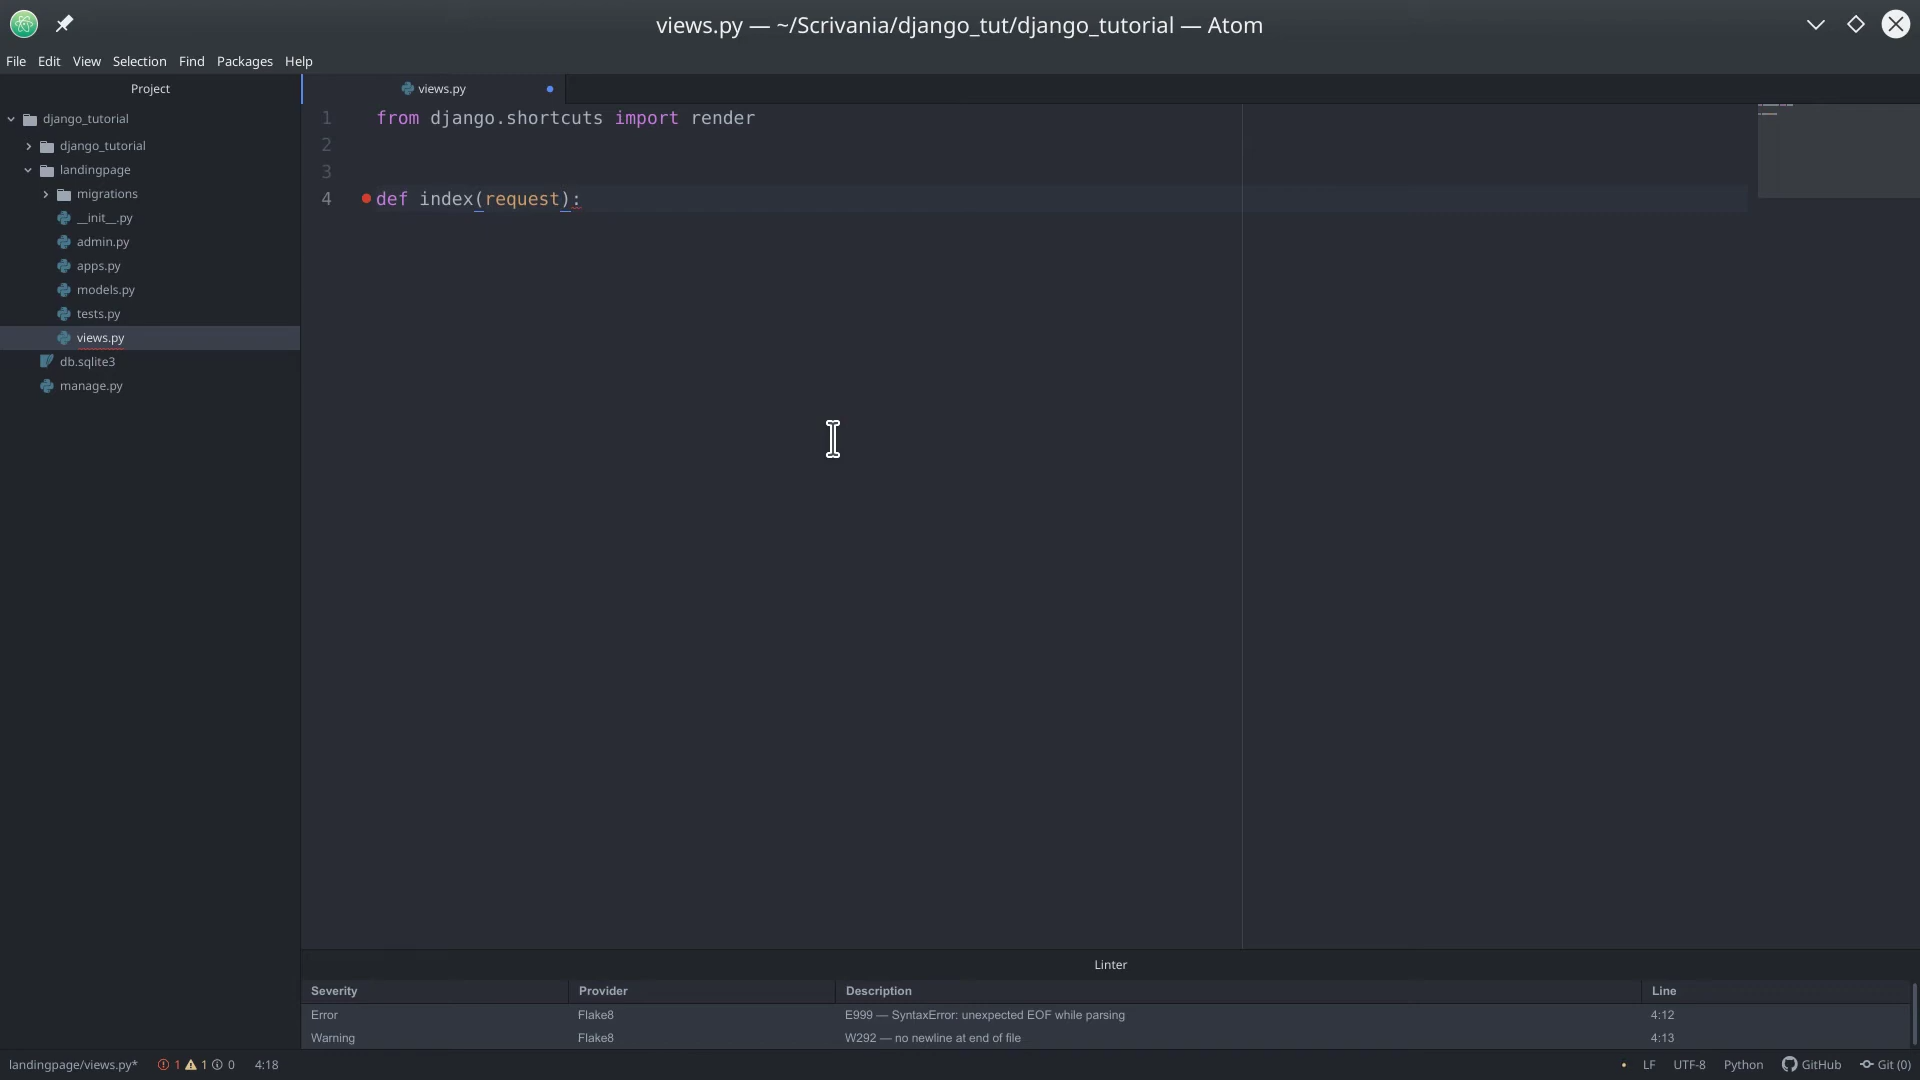 views.py — ~/Scrivania/django_tut/django_tutorial — Atom
File Edit View Selection Find Packages Help
Project
django_tutorial
django_tutorial
landingpage
migrations
__init__.py
admin.py
apps.py
models.py
tests.py
views.py
db.sqlite3
manage.py
views.py
1 from django.shortcuts import render
2
3
4 def index(request):
Linter
Severity Provider Description Line
Error Flake8 E999 — SyntaxError: unexpected EOF while parsing 4:12
Warning Flake8 W292 — no newline at end of file 4:13
landingpage/views.py* 1 1 0 4:18 LF UTF-8 Python GitHub Git (0)